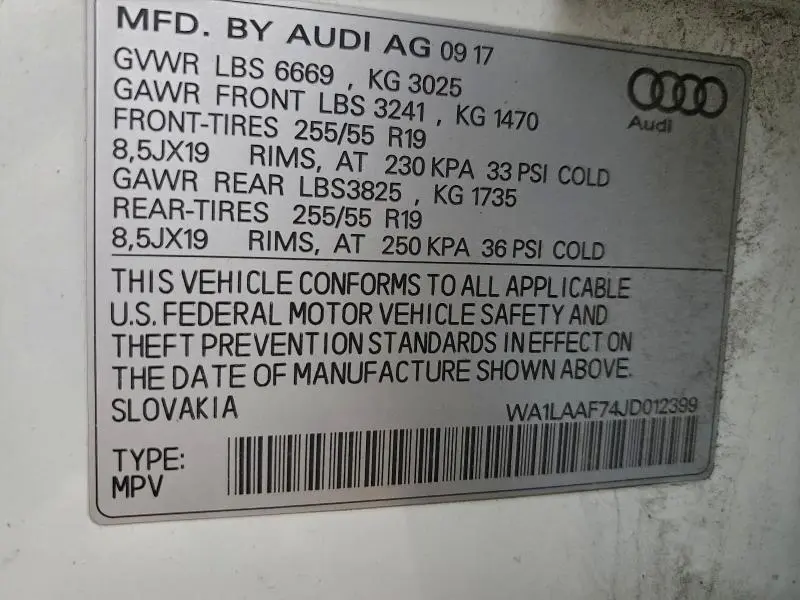 MFD. BY AUDI AG 09 17
GVWR LBS 6669 , KG 3025
GAWR FRONT LBS 3241 , KG 1470
FRONT-TIRES 255/55 R19
8,5JX19 RIMS, AT 230 KPA 33 PSI COLD
GAWR REAR LBS3825 , KG 1735
REAR-TIRES 255/55 R19
8,5JX19 RIMS, AT 250 KPA 36 PSI COLD
Audi
THIS VEHICLE CONFORMS TO ALL APPLICABLE
U.S. FEDERAL MOTOR VEHICLE SAFETY AND
THEFT PREVENTION STANDARDS IN EFFECT ON
THE DATE OF MANUFACTURE SHOWN ABOVE.
SLOVAKIA WA1LAAF74JD012399
TYPE:
MPV